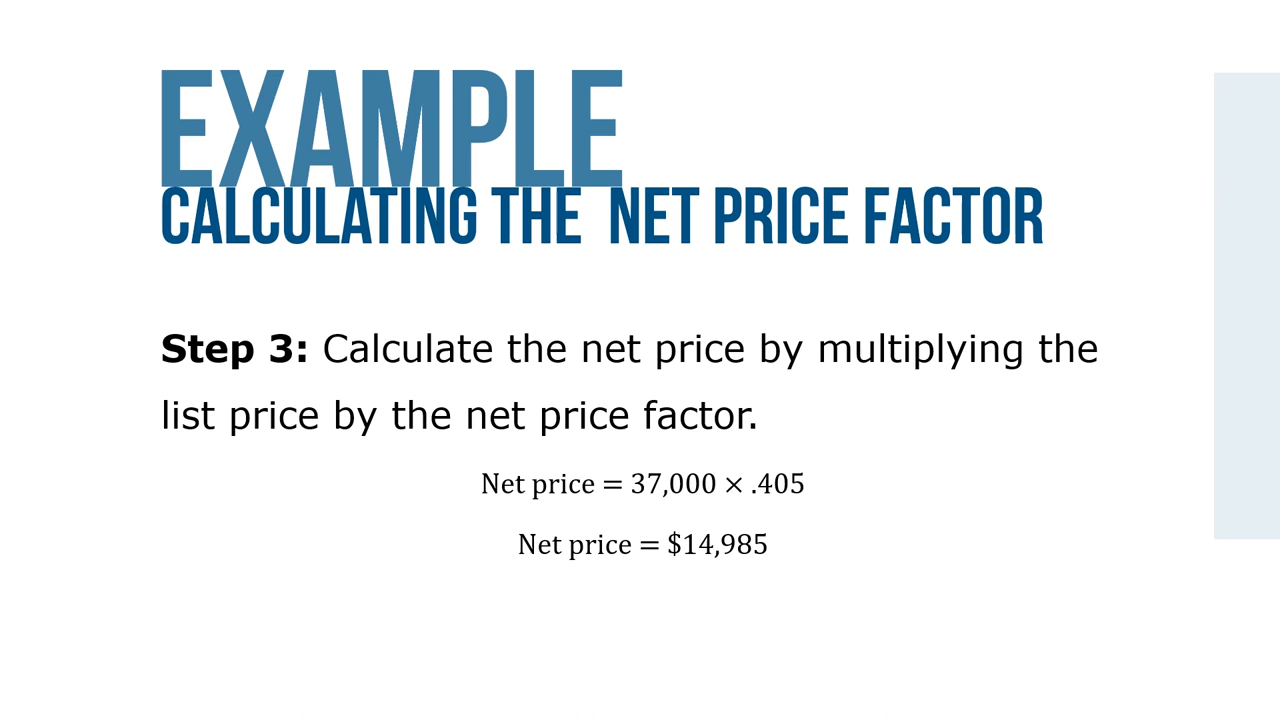 EXAMPLE
CALCULATING THE NET PRICE FACTOR
Step 3: Calculate the net price by multiplying the
list price by the net price factor.
Net price = 37,000 × .405
Net price = $14,985